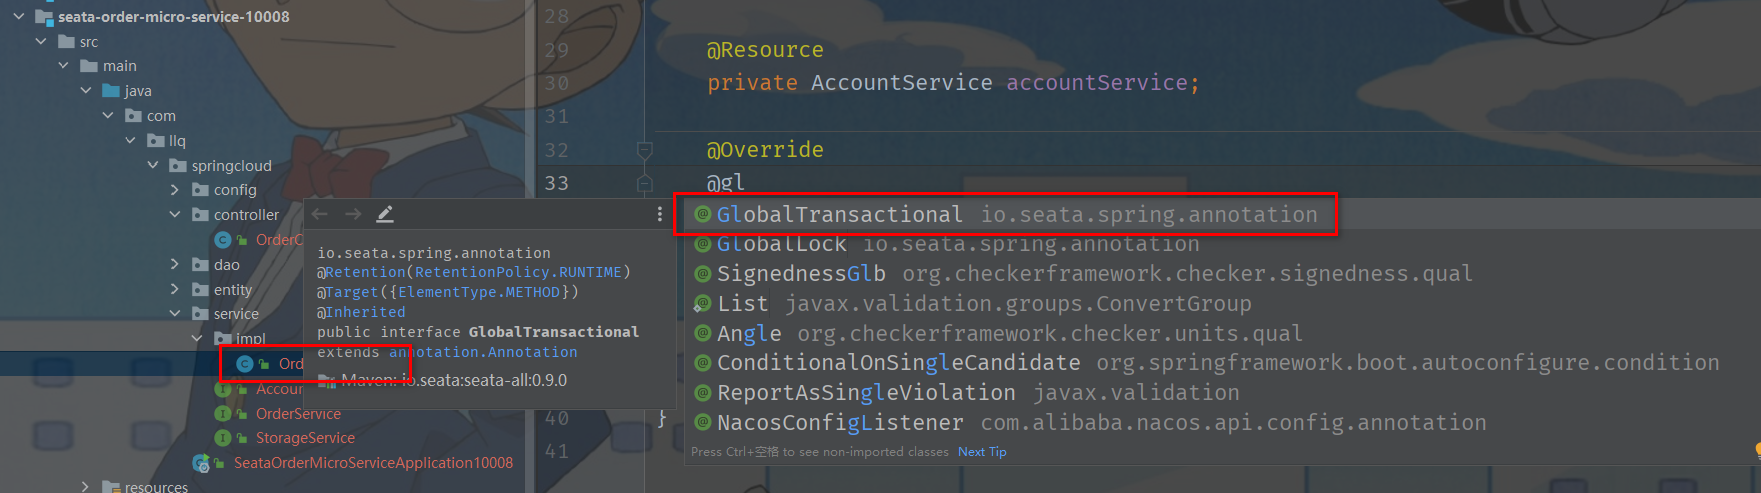 seata-order-micro-service-10008
src
main
java
com
llq
springcloud
config
controller
OrderC
dao
entity
service
impl
Ord
Accoun
OrderService
StorageService
SeataOrderMicroServiceApplication10008
resources
io.seata.spring.annotation
@Retention(RetentionPolicy.RUNTIME)
@Target({ElementType.METHOD})
@Inherited
public interface GlobalTransactional
extends annotation.Annotation
Maven: io.seata:seata-all:0.9.0
28
29 @Resource
30 private AccountService accountService;
31
32 @Override
33 @gl
GlobalTransactional io.seata.spring.annotation
GlobalLock io.seata.spring.annotation
SignednessGlb org.checkerframework.checker.signedness.qual
List javax.validation.groups.ConvertGroup
Angle org.checkerframework.checker.units.qual
ConditionalOnSingleCandidate org.springframework.boot.autoconfigure.condition
ReportAsSingleViolation javax.validation
NacosConfigListener com.alibaba.nacos.api.config.annotation
Press Ctrl+空格 to see non-imported classes Next Tip
40 }
41